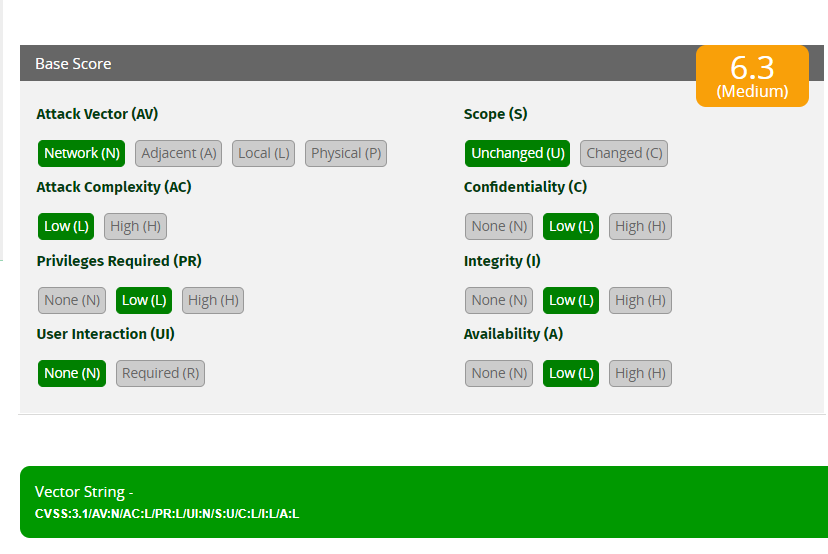 Base Score
6.3
(Medium)
Attack Vector (AV)
Network (N) Adjacent (A) Local (L) Physical (P)
Attack Complexity (AC)
Low (L) High (H)
Privileges Required (PR)
None (N) Low (L) High (H)
User Interaction (UI)
None (N) Required (R)
Scope (S)
Unchanged (U) Changed (C)
Confidentiality (C)
None (N) Low (L) High (H)
Integrity (I)
None (N) Low (L) High (H)
Availability (A)
None (N) Low (L) High (H)
Vector String -
CVSS:3.1/AV:N/AC:L/PR:L/UI:N/S:U/C:L/I:L/A:L